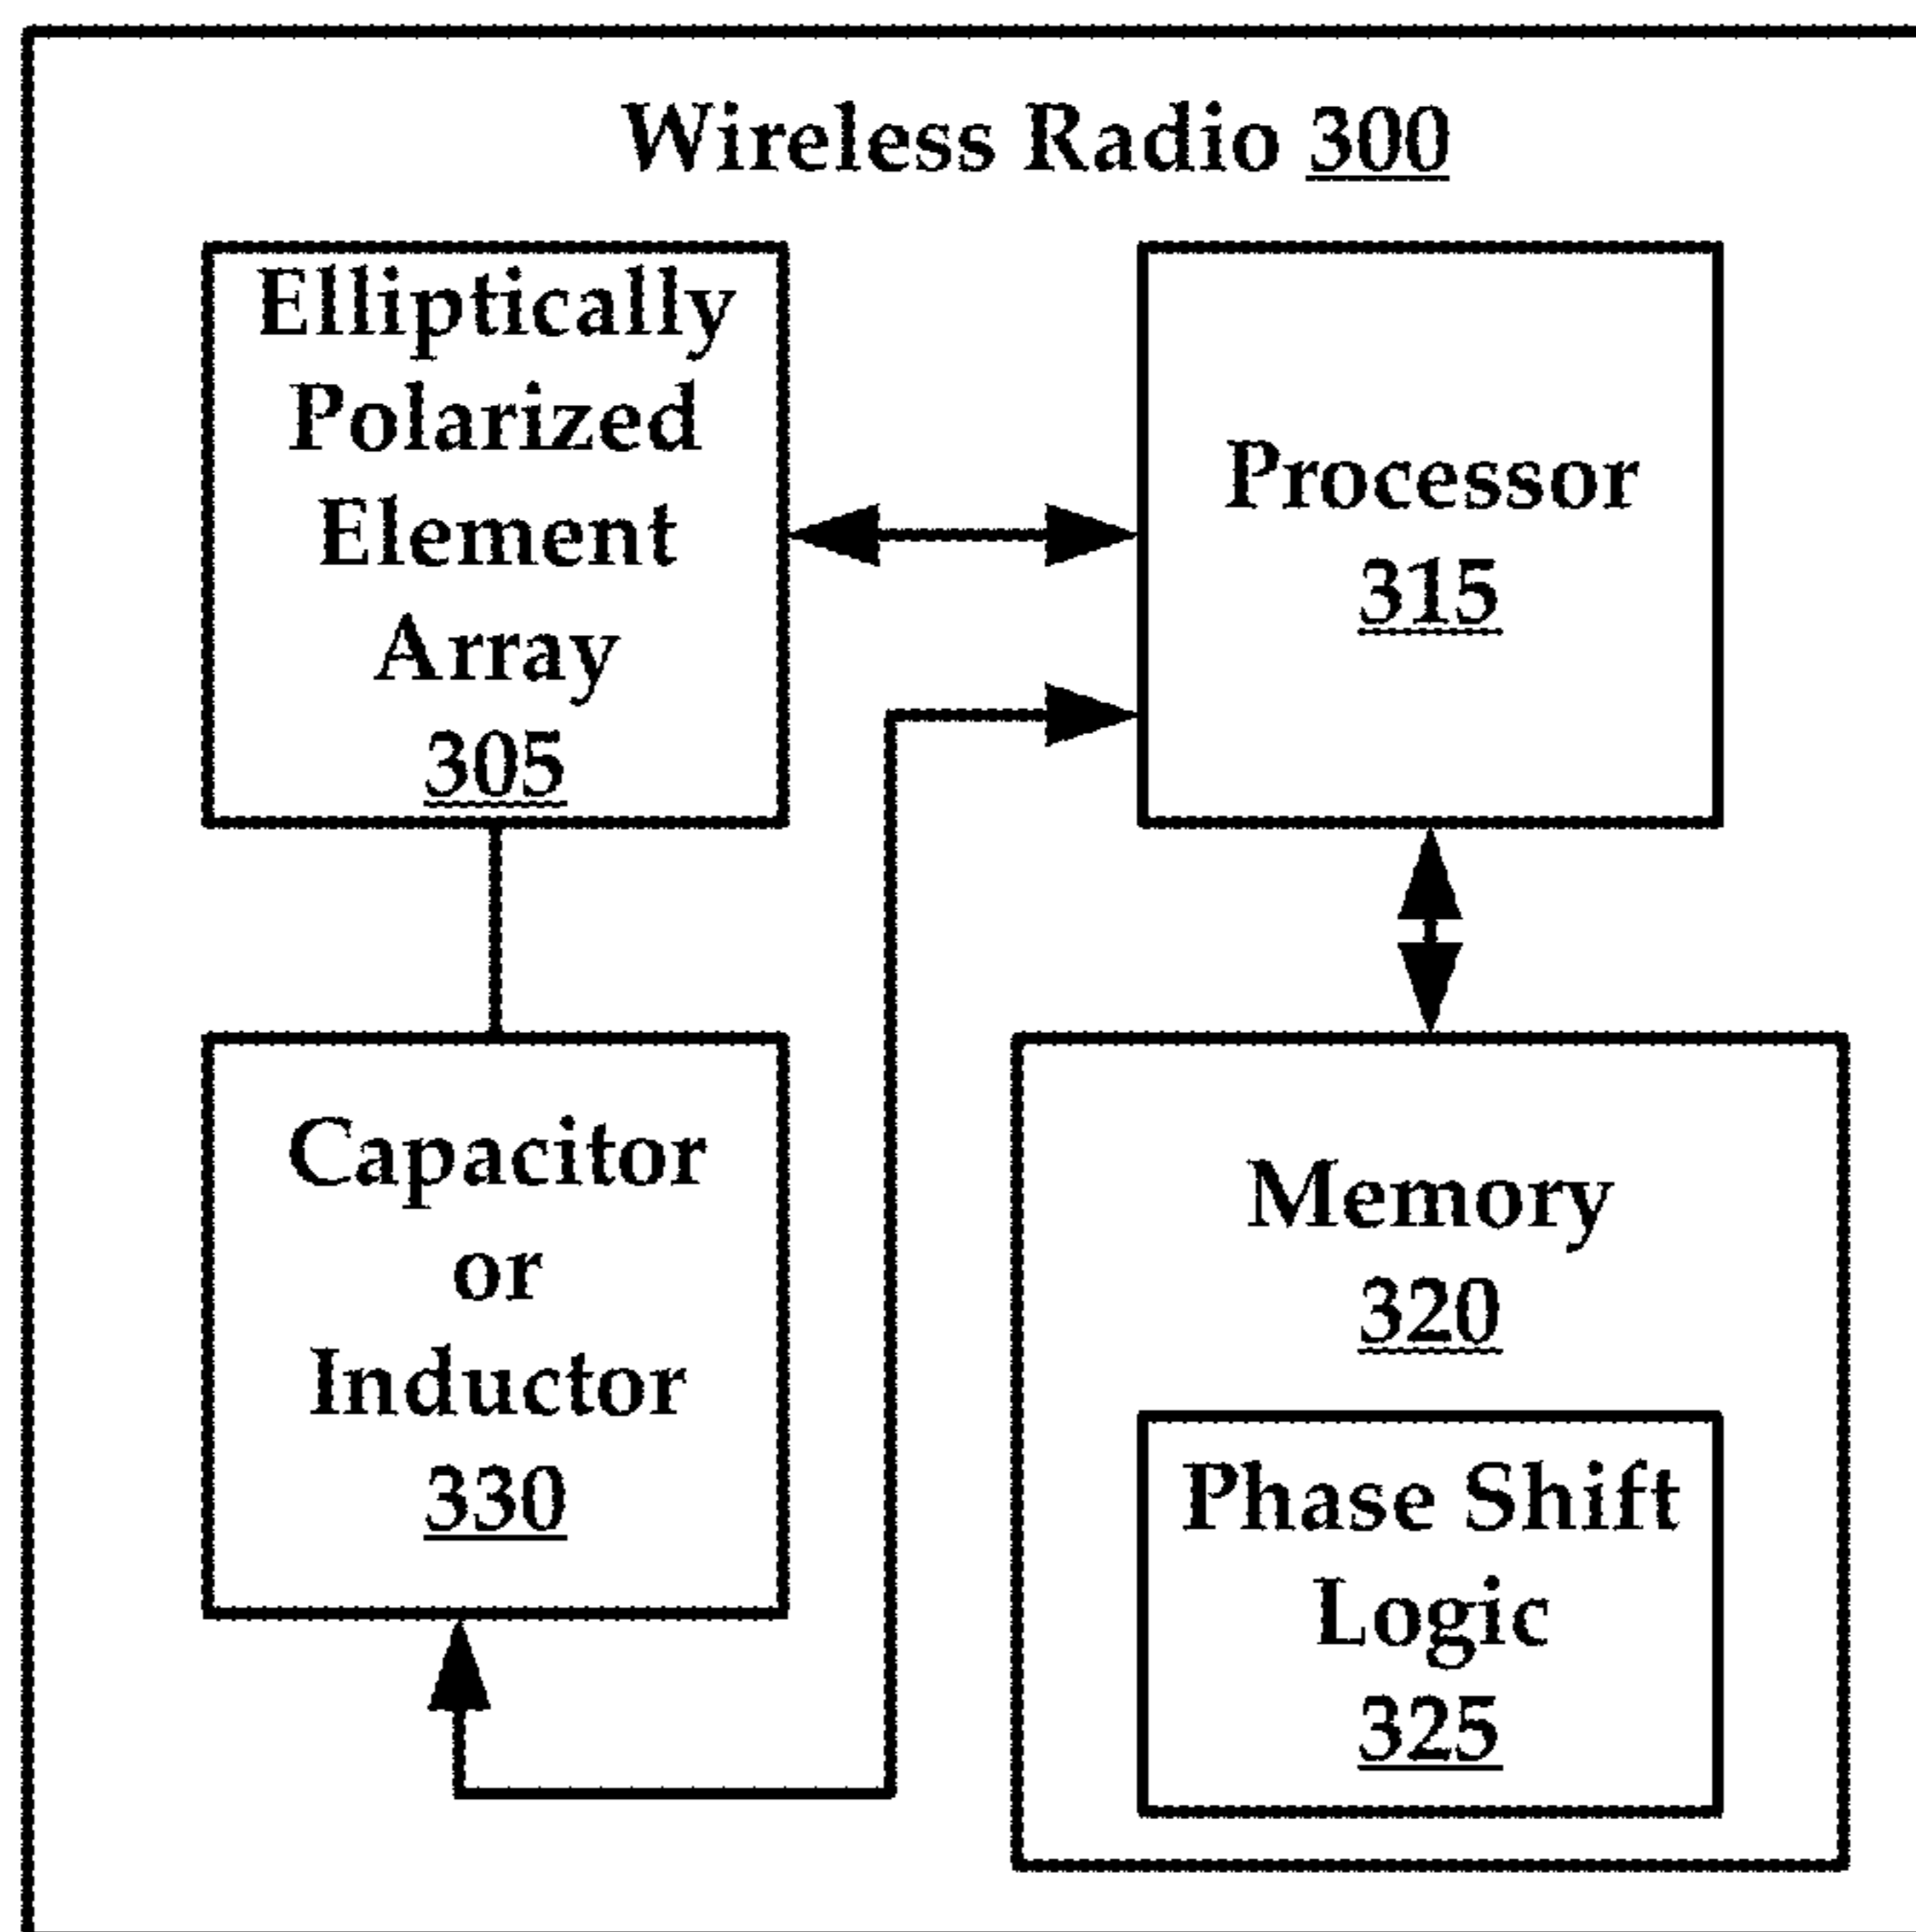 Wireless Radio 300
Elliptically
Polarized
Element
Array
305
Processor
315
Capacitor
or
Inductor
330
Memory
320
Phase Shift
Logic
325